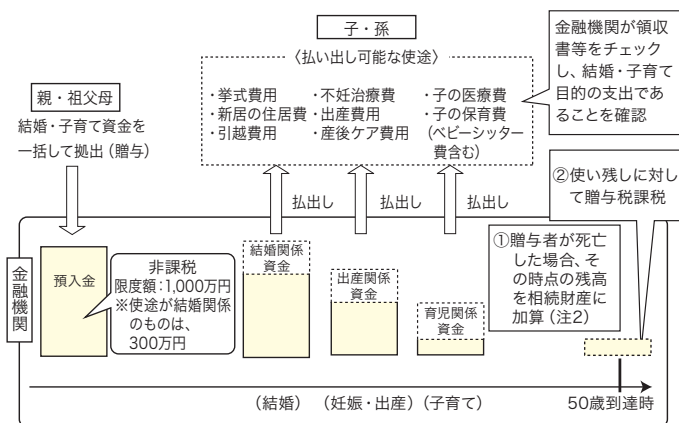 子・孫
〈払い出し可能な使途〉
・挙式費用
・新居の住居費
・引越費用
・不妊治療費
・出産費用
・産後ケア費用
・子の医療費
・子の保育費
(ベビーシッター
費含む)
金融機関が領収
書等をチェック
し、結婚・子育て
目的の支出であ
ることを確認
親・祖父母
結婚・子育て資金を
一括して拠出(贈与)
払出し
払出し
払出し
②使い残しに対し
て贈与税課税
金融機関
預入金
非課税
限度額:1,000万円
※使途が結婚関係
のものは、
300万円
結婚関係
資金
出産関係
資金
育児関係
資金
①贈与者が死亡
した場合、その
時点の残高
を相続財産に
加算(注2)
(結婚)
(妊娠・出産)
(子育て)
50歳到達時